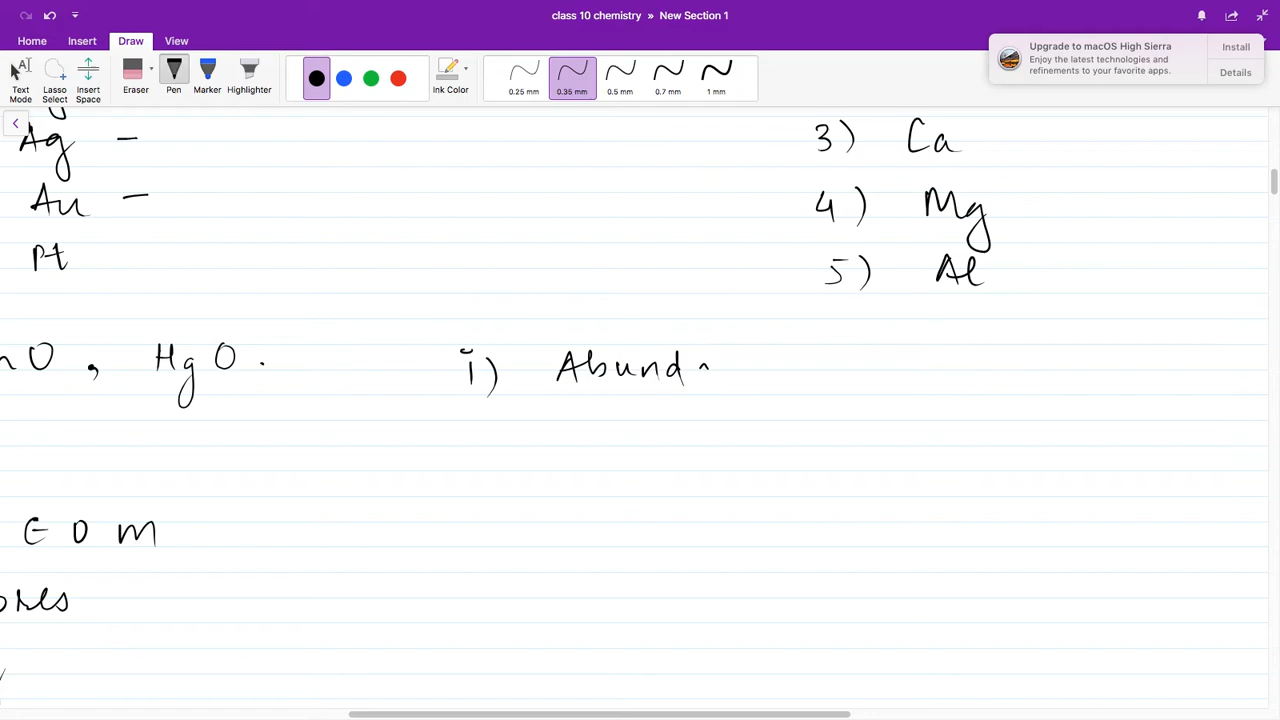 class 10 chemistry » New Section 1
Home Insert Draw View
Upgrade to macOS High Sierra
Enjoy the latest technologies and
refinements to your favorite apps.
Install
Details
Text Mode
Lasso Select
Insert Space
Eraser
Pen
Marker
Highlighter
Ink Color
0.25 mm 0.35 mm 0.5 mm 0.7 mm 1 mm
Ag –
Au –
Pt
3) Ca
4) Mg
5) Al
n O , Hg O .
i) Abund
E O M
ores